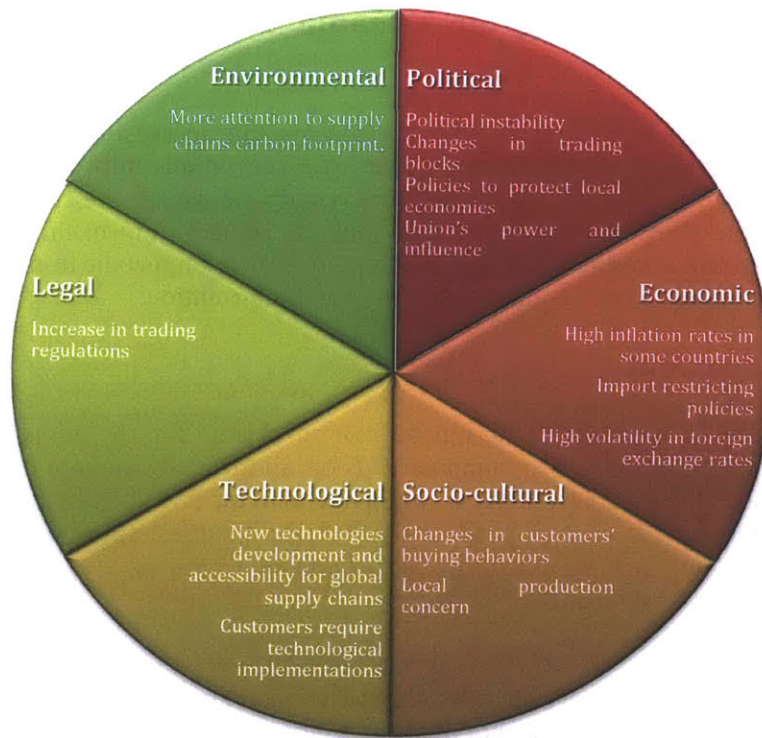 Environmental
More attention to supply
chains carbon footprint.
Political
Political instability
Changes in trading
blocks
Policies to protect local
economies
Union's power and
influence
Legal
Increase in trading
regulations
Economic
High inflation rates in
some countries
Import restricting
policies
High volatility in foreign
exchange rates
Technological
New technologies
development and
accessibility for global
supply chains
Customers require
technological
implementations
Socio-cultural
Changes in customers'
buying behaviors
Local production
concern